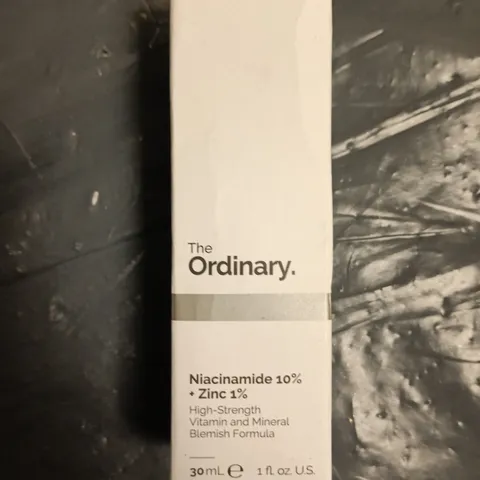 The
Ordinary.
Niacinamide 10%
+ Zinc 1%
High-Strength
Vitamin and Mineral
Blemish Formula
30 mL ℮ 1 fl. oz. U.S.